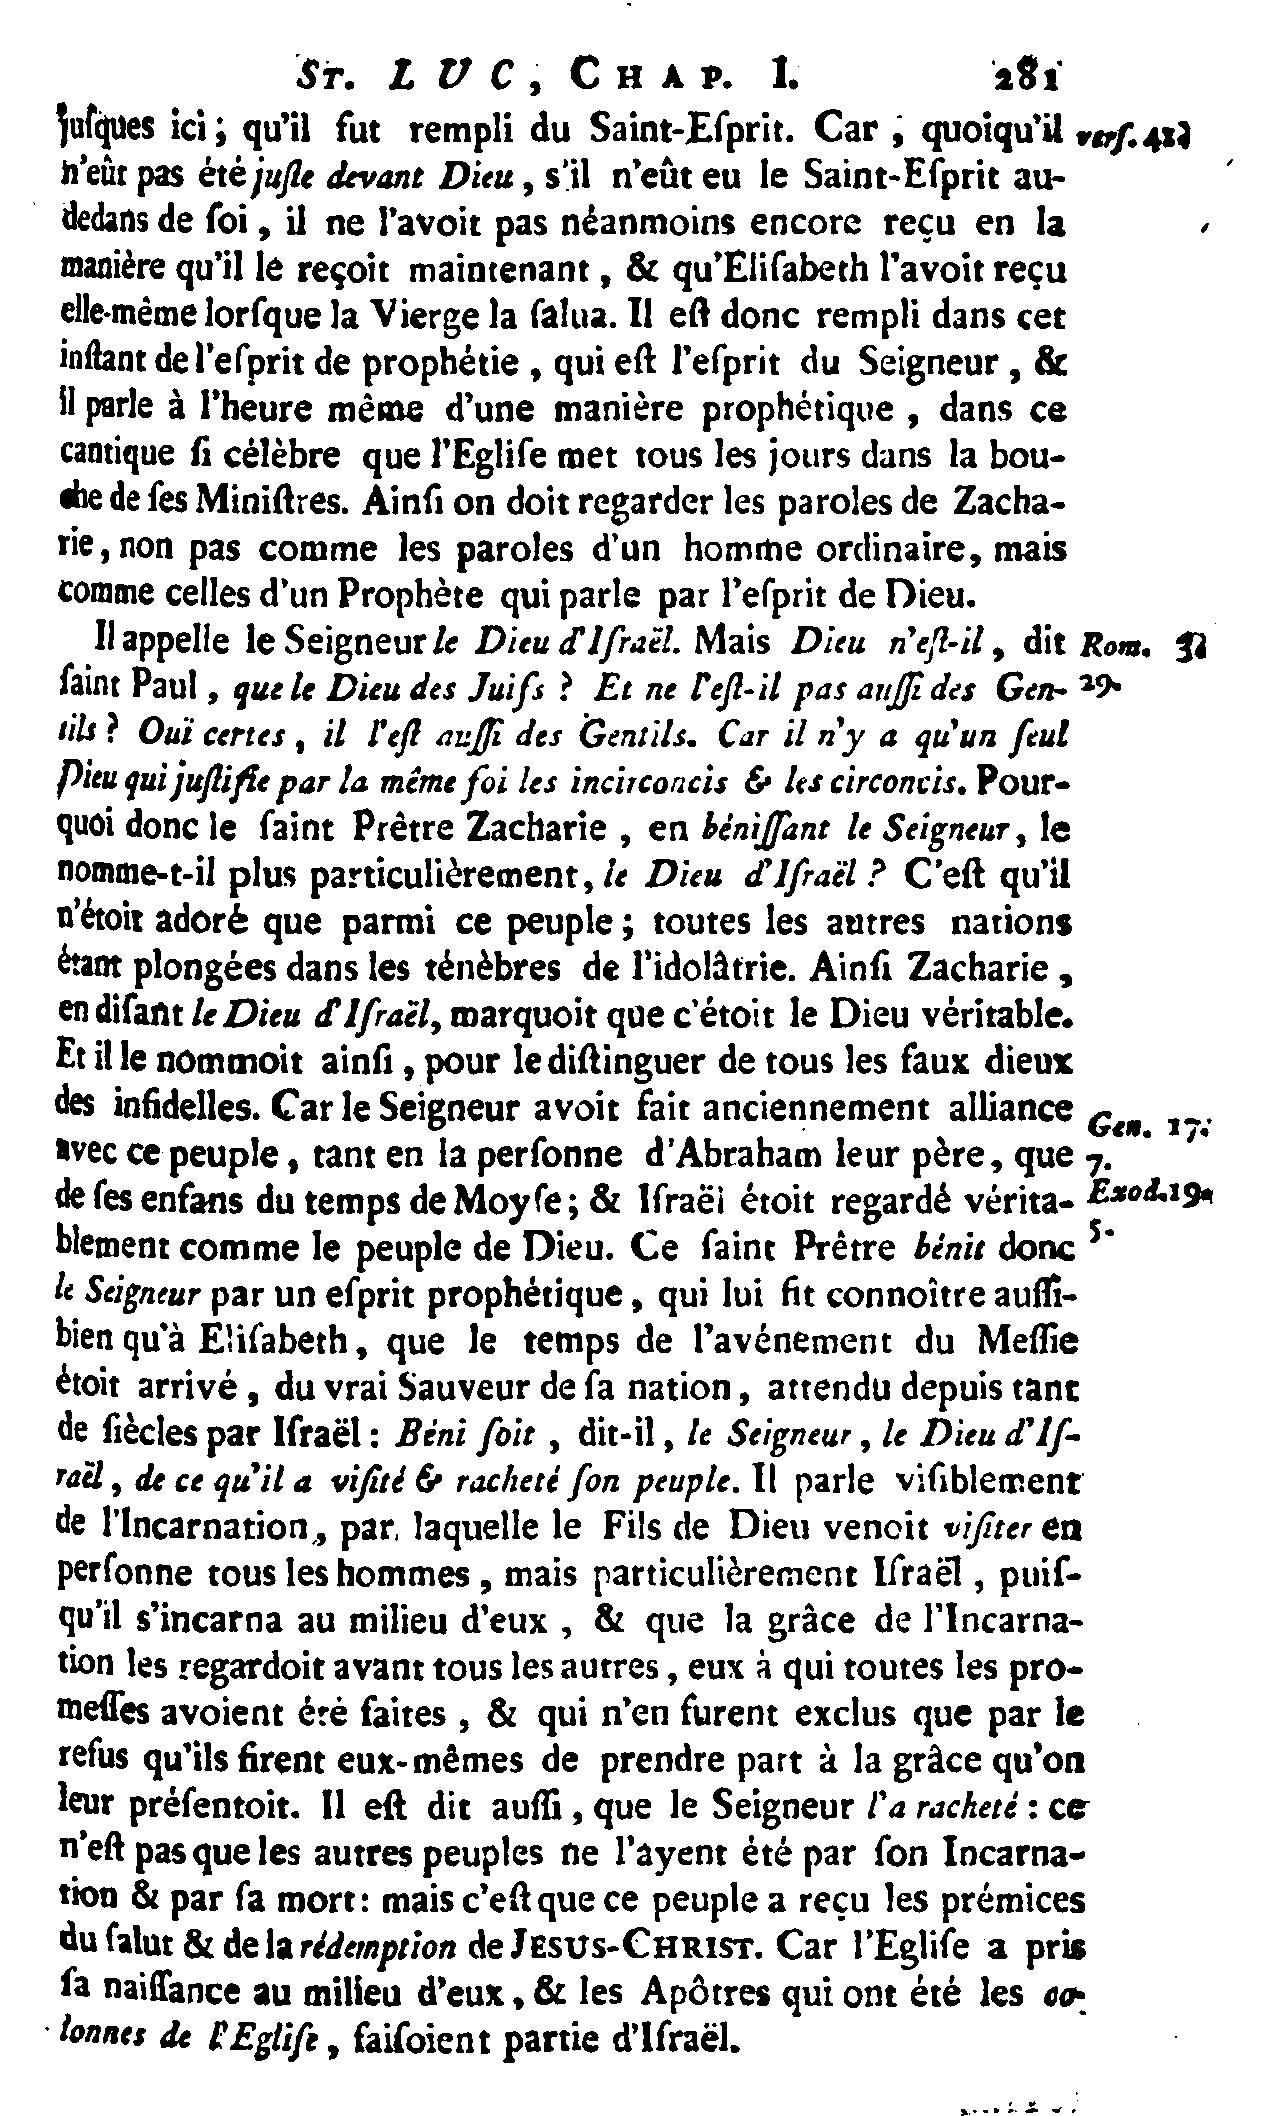 ST. LUC, CHAP. I. 281
juſques ici ; qu'il fut rempli du Saint-Eſprit. Car , quoiqu'il verſ. 41.
n'eût pas été juſte devant Dieu , s'il n'eût eu le Saint-Eſprit au-
dedans de ſoi , il ne l'avoit pas néanmoins encore reçu en la
manière qu'il le reçoit maintenant , & qu'Eliſabeth l'avoit reçu
elle-même lorſque la Vierge la ſalua. Il eſt donc rempli dans cet
inſtant de l'eſprit de prophétie , qui eſt l'eſprit du Seigneur , &
il parle à l'heure même d'une manière prophétique , dans ce
cantique ſi célèbre que l'Egliſe met tous les jours dans la bou-
che de ſes Miniſtres. Ainſi on doit regarder les paroles de Zacha-
rie, non pas comme les paroles d'un homme ordinaire, mais
comme celles d'un Prophète qui parle par l'eſprit de Dieu.
Il appelle le Seigneur le Dieu d'Iſraël. Mais Dieu n'eſt-il , dit Rom. 3.
ſaint Paul , que le Dieu des Juifs ? Et ne l'eſt-il pas auſſi des Gen- 29.
tils ? Ouï certes , il l'eſt auſſi des Gentils. Car il n'y a qu'un ſeul
Dieu qui juſtifie par la même foi les incirconcis & les circoncis. Pour-
quoi donc le ſaint Prêtre Zacharie , en béniſſant le Seigneur, le
nomme-t-il plus particulièrement, le Dieu d'Iſraël ? C'eſt qu'il
n'étoit adoré que parmi ce peuple ; toutes les autres nations
étant plongées dans les ténèbres de l'idolâtrie. Ainſi Zacharie ,
en diſant le Dieu d'Iſraël, marquoit que c'étoit le Dieu véritable.
Et il le nommoit ainſi , pour le diſtinguer de tous les faux dieux
des infidelles. Car le Seigneur avoit fait anciennement alliance Gen. 17.
avec ce peuple , tant en la perſonne d'Abraham leur père, que 7.
de ſes enfans du temps de Moyſe ; & Iſraël étoit regardé vérita- Exod. 19.
blement comme le peuple de Dieu. Ce ſaint Prêtre bénit donc 5.
le Seigneur par un eſprit prophétique , qui lui fit connoître auſſi-
bien qu'à Eliſabeth, que le temps de l'avénement du Meſſie
étoit arrivé , du vrai Sauveur de ſa nation, attendu depuis tant
de ſiècles par Iſraël : Béni ſoit , dit-il, le Seigneur, le Dieu d'Iſ-
raël , de ce qu'il a viſité & racheté ſon peuple. Il parle viſiblement
de l'Incarnation, par laquelle le Fils de Dieu venoit viſiter en
perſonne tous les hommes , mais particulièrement Iſraël , puiſ-
qu'il s'incarna au milieu d'eux , & que la grâce de l'Incarna-
tion les regardoit avant tous les autres , eux à qui toutes les pro-
meſſes avoient été faites , & qui n'en furent exclus que par le
refus qu'ils firent eux-mêmes de prendre part à la grâce qu'on
leur préſentoit. Il eſt dit auſſi , que le Seigneur l'a racheté : ce
n'eſt pas que les autres peuples ne l'ayent été par ſon Incarna-
tion & par ſa mort : mais c'eſt que ce peuple a reçu les prémices
du ſalut & de la rédemption de JESUS-CHRIST. Car l'Egliſe a pris
ſa naiſſance au milieu d'eux , & les Apôtres qui ont été les co-
lonnes de l'Egliſe , faiſoient partie d'Iſraël.